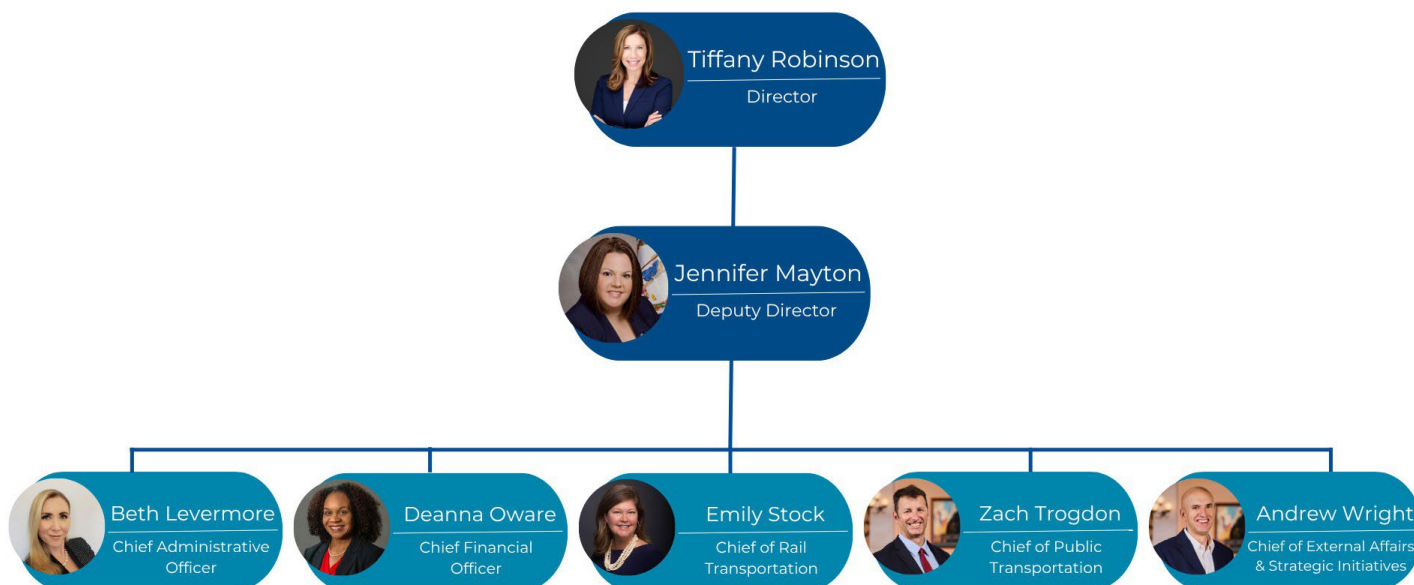 Tiffany Robinson
Director
Jennifer Mayton
Deputy Director
Beth Levermore
Chief Administrative
Officer
Deanna Oware
Chief Financial
Officer
Emily Stock
Chief of Rail
Transportation
Zach Trogdon
Chief of Public
Transportation
Andrew Wright
Chief of External Affairs
& Strategic Initiatives